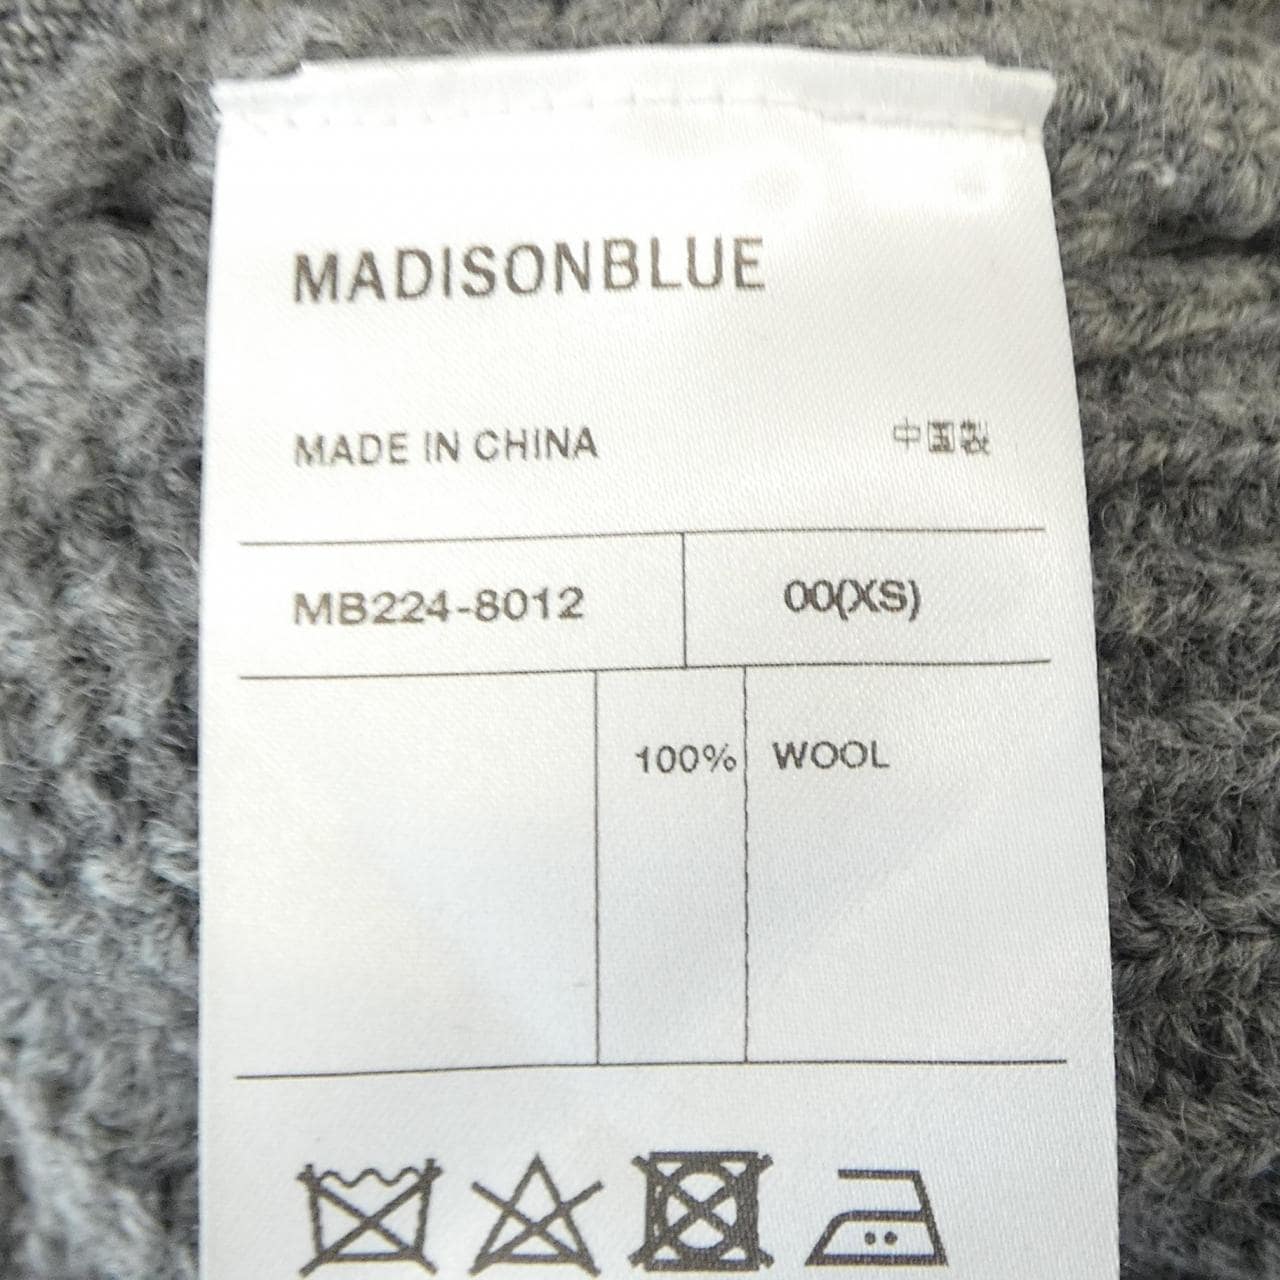 MADISONBLUE
MADE IN CHINA 中国製
MB224-8012 00(XS)
100% WOOL